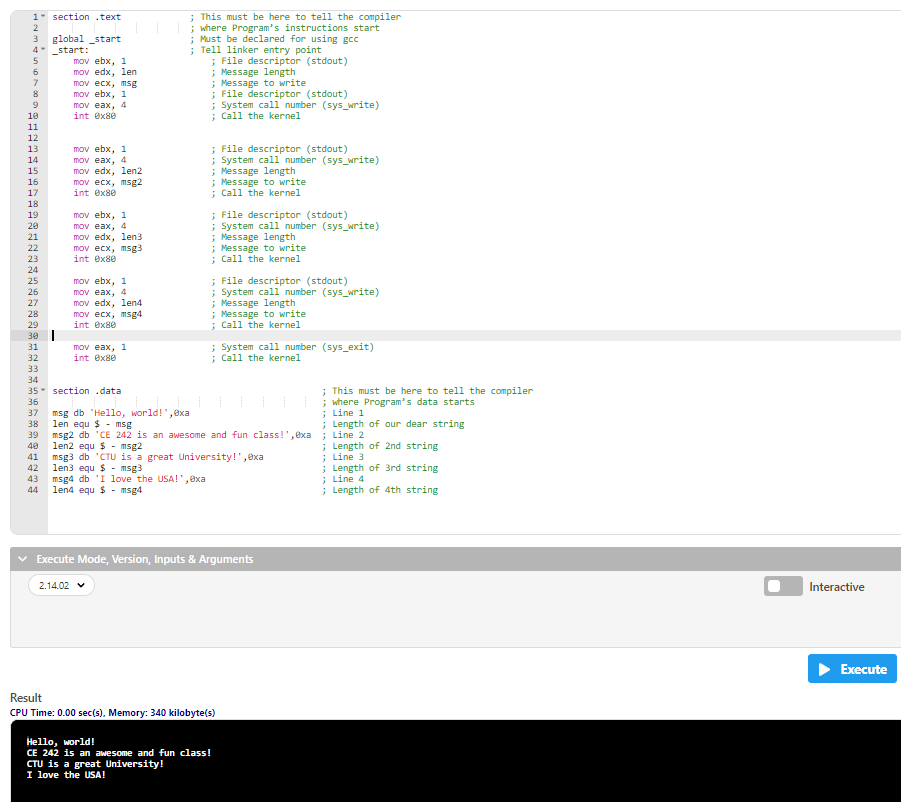 1 section .text ; This must be here to tell the compiler
2 ; where Program's instructions start
3 global _start ; Must be declared for using gcc
4 _start: ; Tell linker entry point
5 mov ebx, 1 ; File descriptor (stdout)
6 mov edx, len ; Message length
7 mov ecx, msg ; Message to write
8 mov ebx, 1 ; File descriptor (stdout)
9 mov eax, 4 ; System call number (sys_write)
10 int 0x80 ; Call the kernel
11
12
13 mov ebx, 1 ; File descriptor (stdout)
14 mov eax, 4 ; System call number (sys_write)
15 mov edx, len2 ; Message length
16 mov ecx, msg2 ; Message to write
17 int 0x80 ; Call the kernel
18
19 mov ebx, 1 ; File descriptor (stdout)
20 mov eax, 4 ; System call number (sys_write)
21 mov edx, len3 ; Message length
22 mov ecx, msg3 ; Message to write
23 int 0x80 ; Call the kernel
24
25 mov ebx, 1 ; File descriptor (stdout)
26 mov eax, 4 ; System call number (sys_write)
27 mov edx, len4 ; Message length
28 mov ecx, msg4 ; Message to write
29 int 0x80 ; Call the kernel
30
31 mov eax, 1 ; System call number (sys_exit)
32 int 0x80 ; Call the kernel
33
34
35 section .data ; This must be here to tell the compiler
36 ; where Program's data starts
37 msg db 'Hello, world!',0xa ; Line 1
38 len equ $ - msg ; Length of our dear string
39 msg2 db 'CE 242 is an awesome and fun class!',0xa ; Line 2
40 len2 equ $ - msg2 ; Length of 2nd string
41 msg3 db 'CTU is a great University!',0xa ; Line 3
42 len3 equ $ - msg3 ; Length of 3rd string
43 msg4 db 'I love the USA!',0xa ; Line 4
44 len4 equ $ - msg4 ; Length of 4th string
Execute Mode, Version, Inputs & Arguments
2.14.02
Interactive
Execute
Result
CPU Time: 0.00 sec(s), Memory: 340 kilobyte(s)
Hello, world!
CE 242 is an awesome and fun class!
CTU is a great University!
I love the USA!